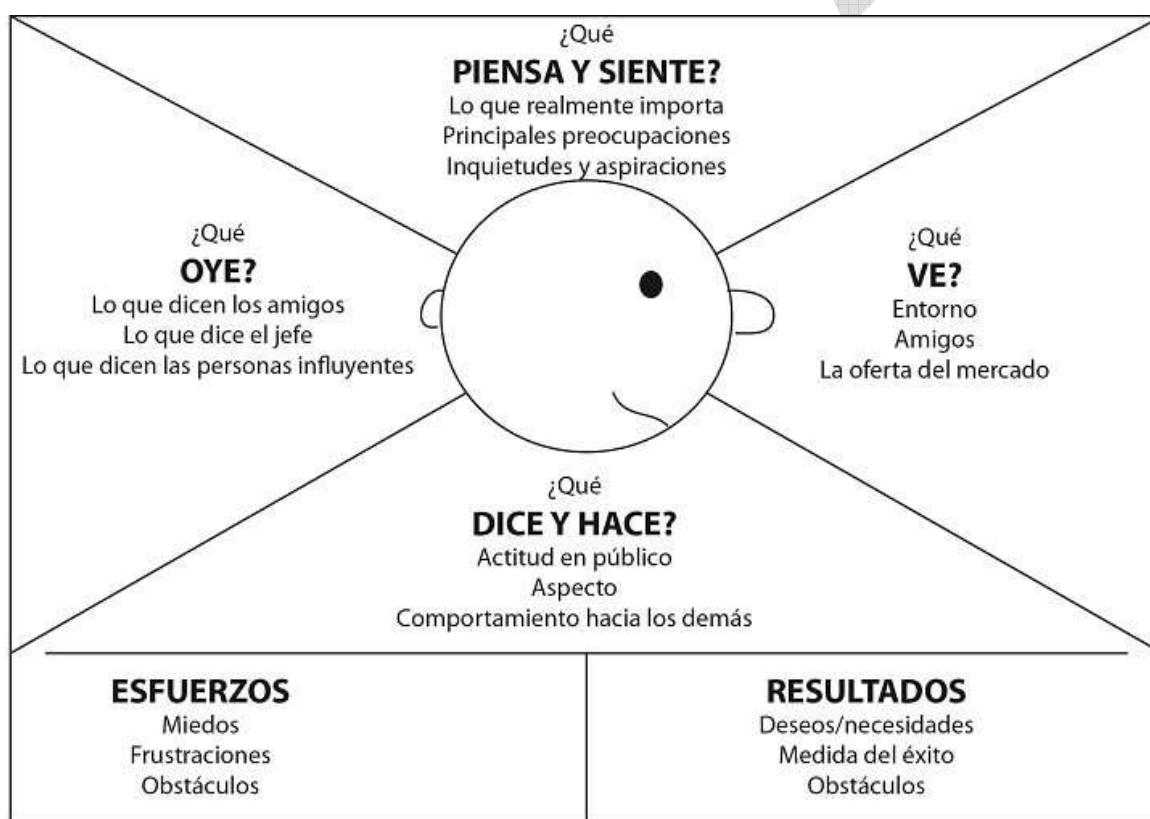 ¿Qué
PIENSA Y SIENTE?
Lo que realmente importa
Principales preocupaciones
Inquietudes y aspiraciones
¿Qué
OYE?
Lo que dicen los amigos
Lo que dice el jefe
Lo que dicen las personas influyentes
¿Qué
VE?
Entorno
Amigos
La oferta del mercado
¿Qué
DICE Y HACE?
Actitud en público
Aspecto
Comportamiento hacia los demás
ESFUERZOS
Miedos
Frustraciones
Obstáculos
RESULTADOS
Deseos/necesidades
Medida del éxito
Obstáculos